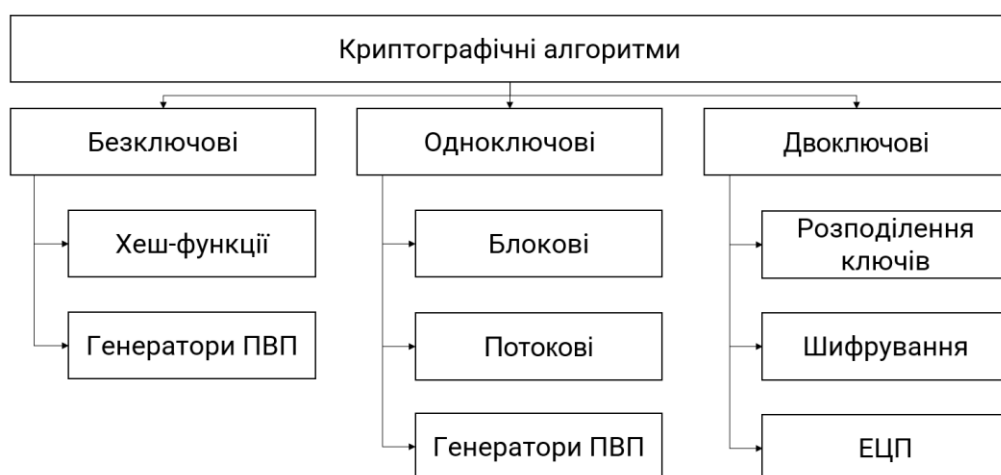 Криптографічні алгоритми
Безключові
Одноключові
Двоключові
Хеш-функції
Блокові
Розподілення
ключів
Генератори ПВП
Потокові
Шифрування
Генератори ПВП
ЕЦП